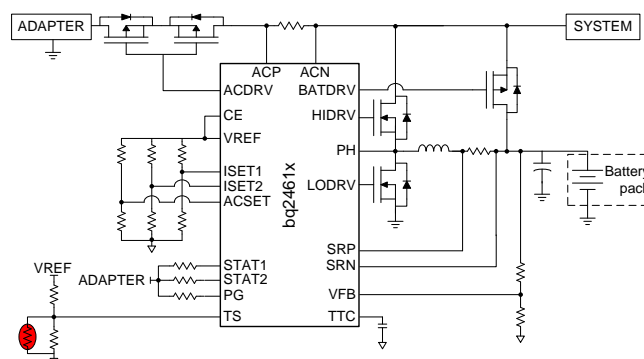 ADAPTER
SYSTEM
ACP
ACN
ACDRV
BATDRV
CE
HIDRV
VREF
PH
ISET1
ISET2
LODRV
ACSET
bq2461x
Battery
pack
SRP
VREF
ADAPTER
STAT1
SRN
STAT2
PG
VFB
TS
TTC